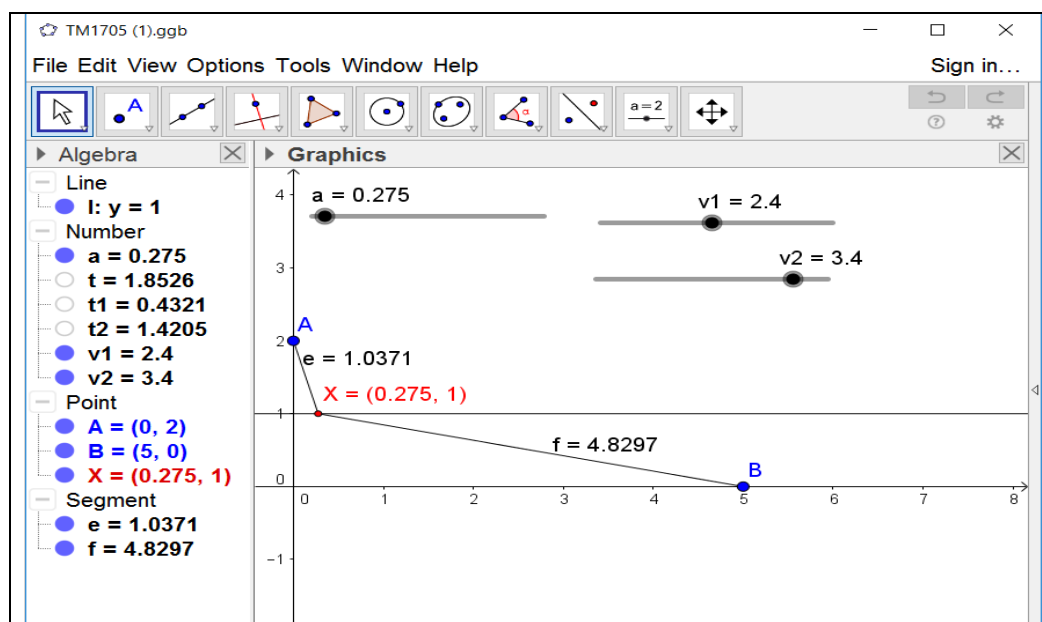 TM1705 (1).ggb
File Edit View Options Tools Window Help Sign in...
A α a=2
Algebra
Graphics
Line
l: y = 1
Number
a = 0.275
t = 1.8526
t1 = 0.4321
t2 = 1.4205
v1 = 2.4
v2 = 3.4
Point
A = (0, 2)
B = (5, 0)
X = (0.275, 1)
Segment
e = 1.0371
f = 4.8297
a = 0.275
v1 = 2.4
v2 = 3.4
A
e = 1.0371
X = (0.275, 1)
f = 4.8297
B
4
3
2
1
0
−1
0 1 2 3 4 5 6 7 8